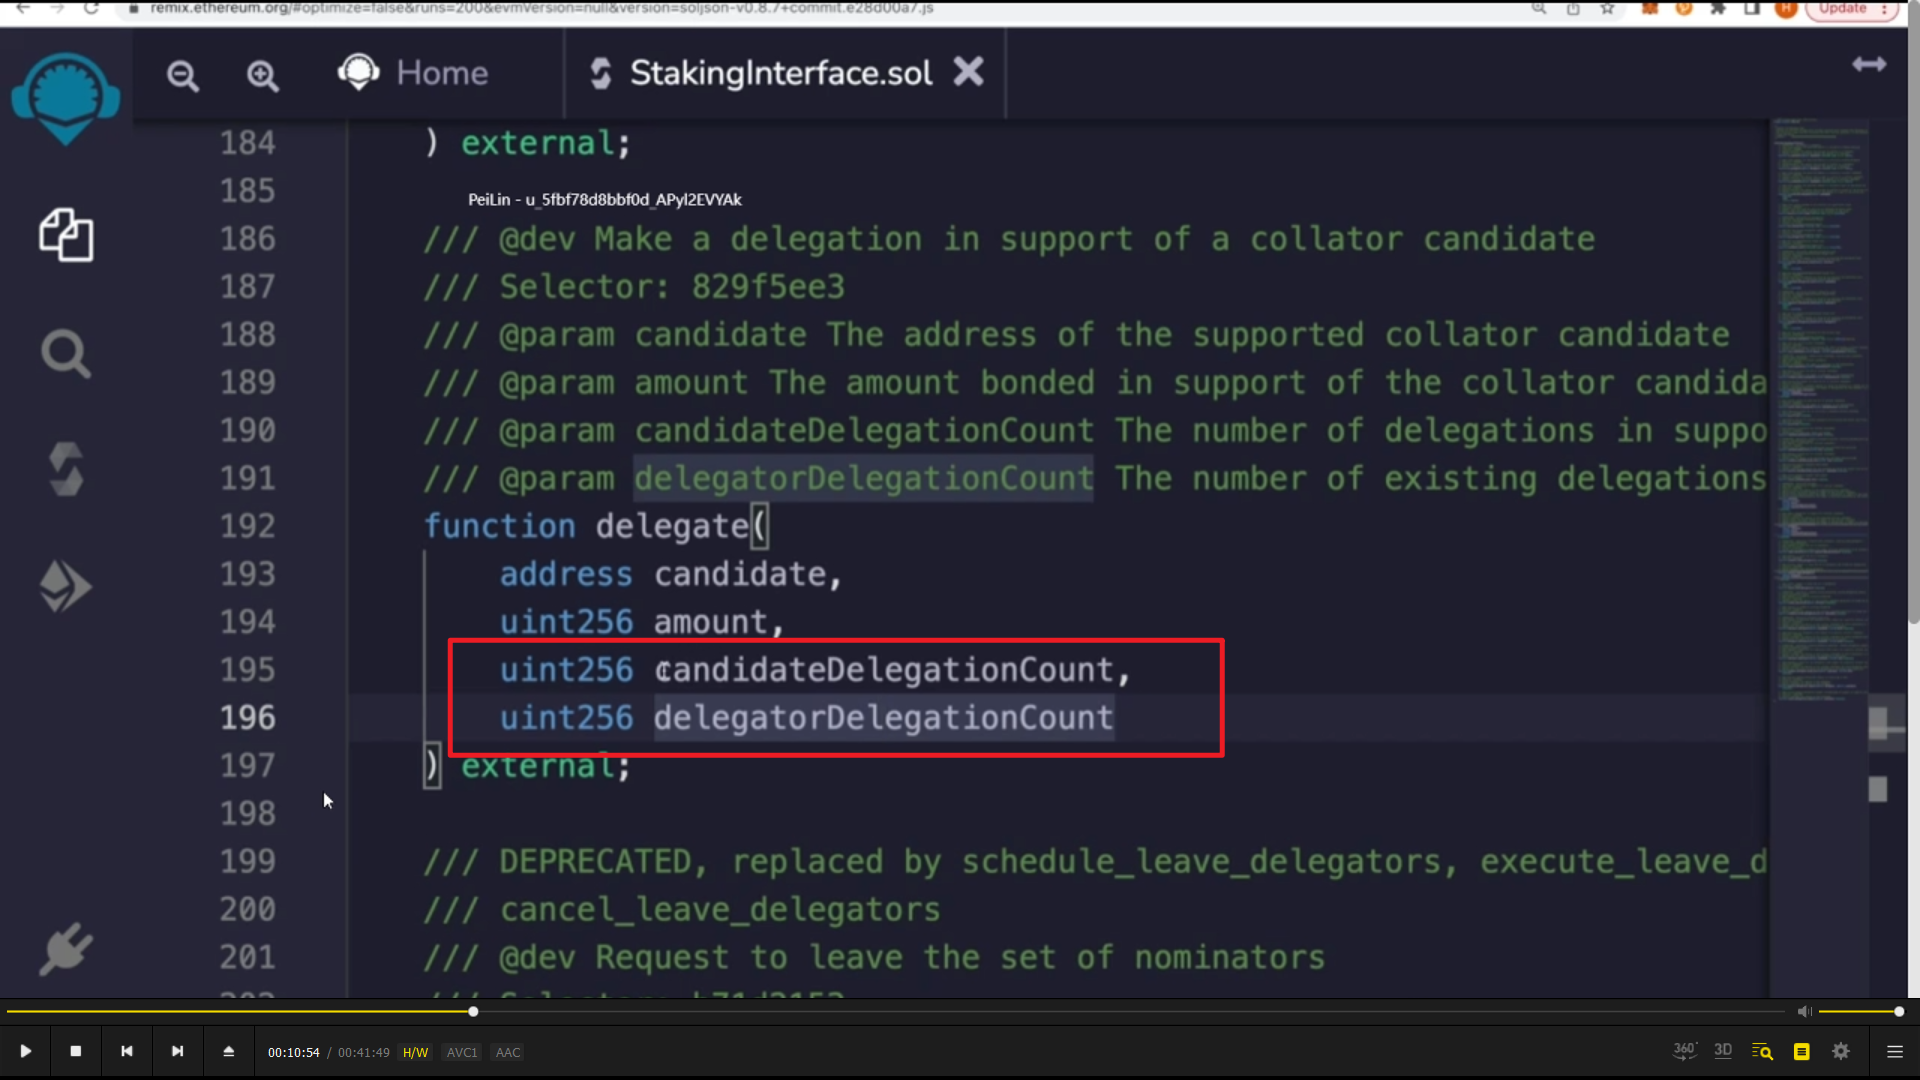 remix.ethereum.org/#optimize=false&runs=200&evmVersion=null&version=soljson-v0.8.7+commit.e28d00a7.js
Update
Home
StakingInterface.sol
184 ) external;
185
PeiLin - u_5fbf78d8bbf0d_APyl2EVYAk
186 /// @dev Make a delegation in support of a collator candidate
187 /// Selector: 829f5ee3
188 /// @param candidate The address of the supported collator candidate
189 /// @param amount The amount bonded in support of the collator candida
190 /// @param candidateDelegationCount The number of delegations in suppo
191 /// @param delegatorDelegationCount The number of existing delegations
192 function delegate(
193 address candidate,
194 uint256 amount,
195 uint256 candidateDelegationCount,
196 uint256 delegatorDelegationCount
197 ) external;
198
199 /// DEPRECATED, replaced by schedule_leave_delegators, execute_leave_d
200 /// cancel_leave_delegators
201 /// @dev Request to leave the set of nominators
00:10:54 / 00:41:49 H/W AVC1 AAC
360° 3D